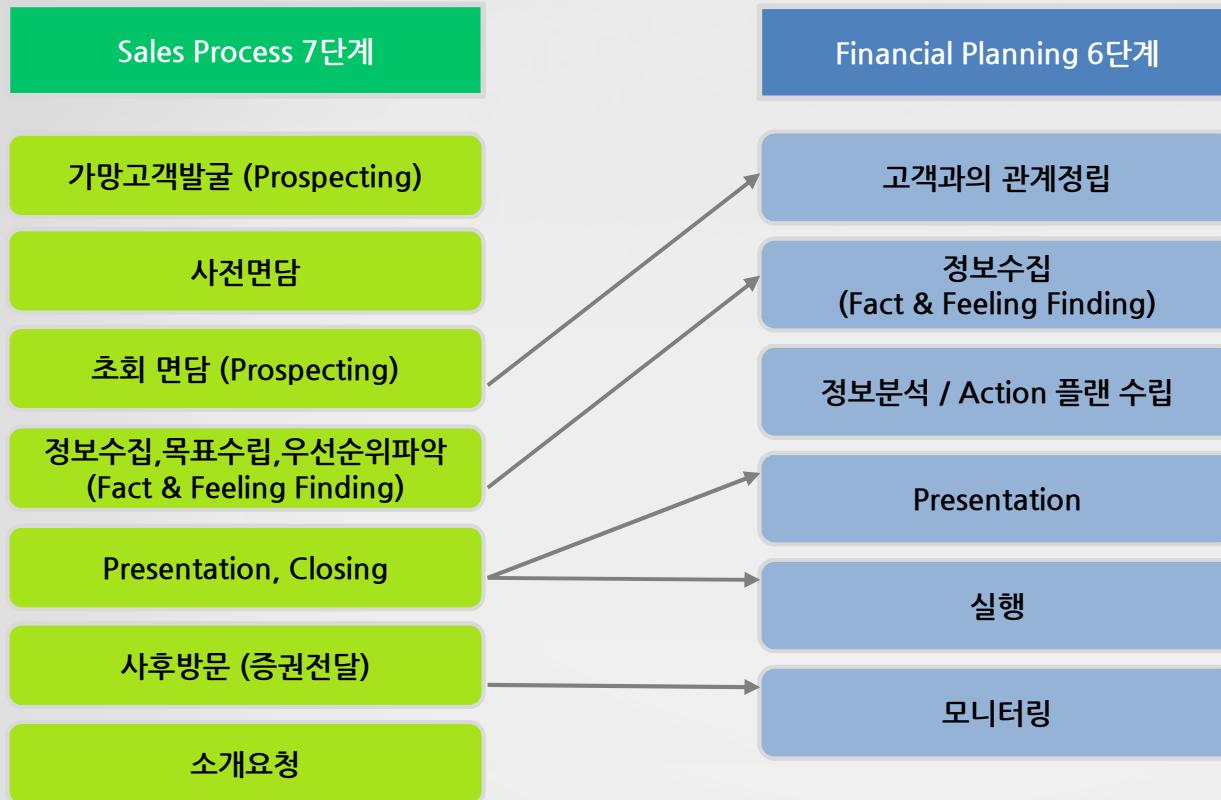 Sales Process 7단계
가망고객발굴 (Prospecting)
사전면담
초회 면담 (Prospecting)
정보수집,목표수립,우선순위파악
(Fact & Feeling Finding)
Presentation, Closing
사후방문 (증권전달)
소개요청
Financial Planning 6단계
고객과의 관계정립
정보수집
(Fact & Feeling Finding)
정보분석 / Action 플랜 수립
Presentation
실행
모니터링